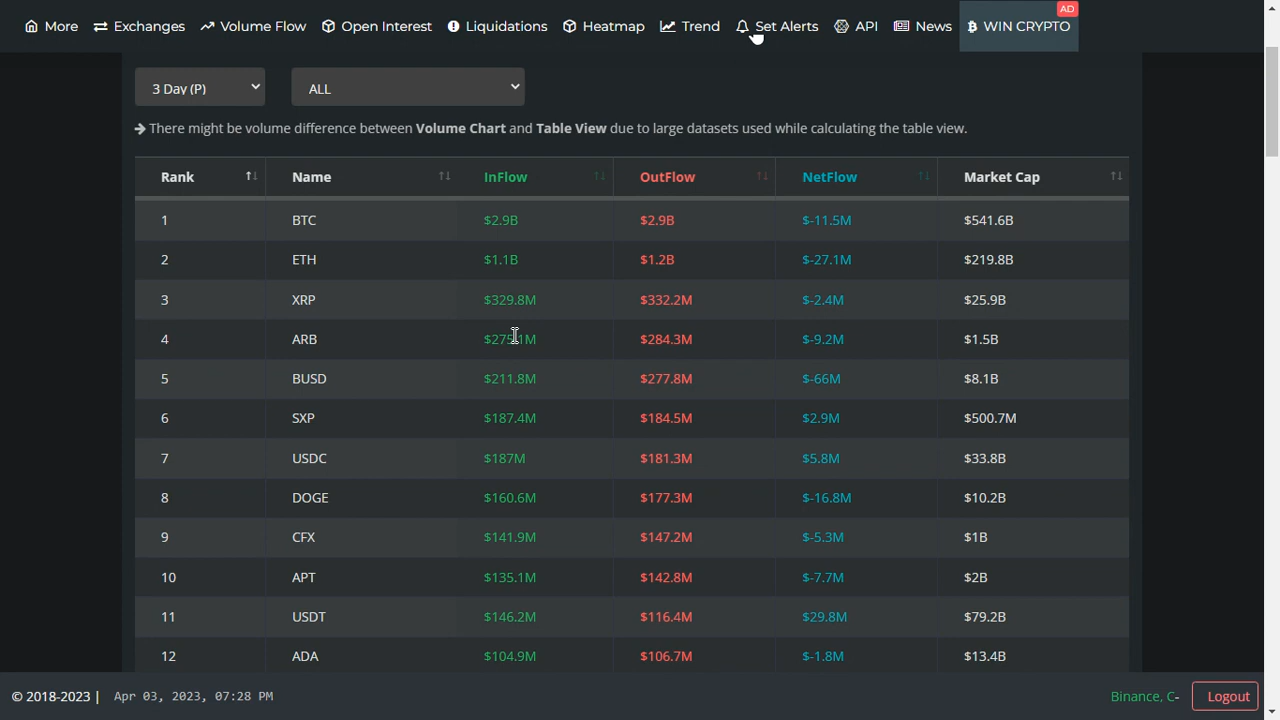 More Exchanges Volume Flow Open Interest Liquidations Heatmap Trend Set Alerts API News WIN CRYPTO AD
3 Day (P) ALL
There might be volume difference between Volume Chart and Table View due to large datasets used while calculating the table view.
Rank Name InFlow OutFlow NetFlow Market Cap
1 BTC $2.9B $2.9B $-11.5M $541.6B
2 ETH $1.1B $1.2B $-27.1M $219.8B
3 XRP $329.8M $332.2M $-2.4M $25.9B
4 ARB $275.1M $284.3M $-9.2M $1.5B
5 BUSD $211.8M $277.8M $-66M $8.1B
6 SXP $187.4M $184.5M $2.9M $500.7M
7 USDC $187M $181.3M $5.8M $33.8B
8 DOGE $160.6M $177.3M $-16.8M $10.2B
9 CFX $141.9M $147.2M $-5.3M $1B
10 APT $135.1M $142.8M $-7.7M $2B
11 USDT $146.2M $116.4M $29.8M $79.2B
12 ADA $104.9M $106.7M $-1.8M $13.4B
© 2018-2023 | Apr 03, 2023, 07:28 PM Binance, C- Logout